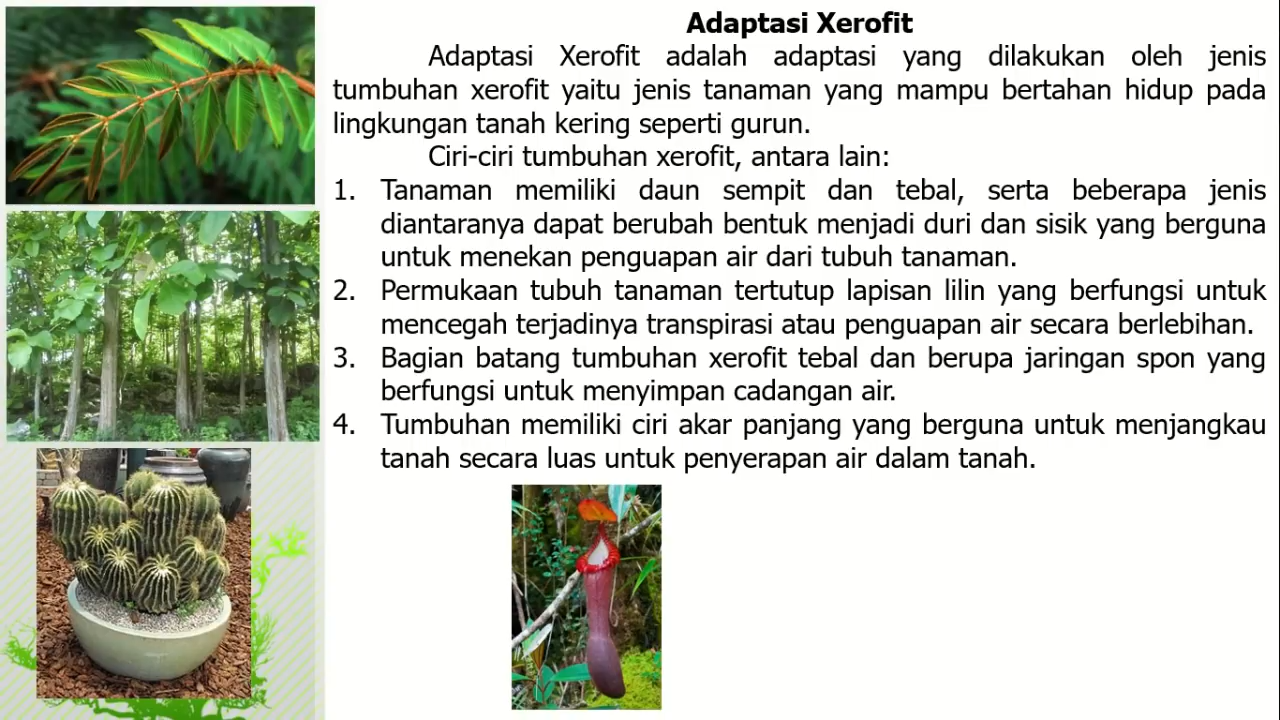 Adaptasi Xerofit
Adaptasi Xerofit adalah adaptasi yang dilakukan oleh jenis
tumbuhan xerofit yaitu jenis tanaman yang mampu bertahan hidup pada
lingkungan tanah kering seperti gurun.
Ciri-ciri tumbuhan xerofit, antara lain:
1. Tanaman memiliki daun sempit dan tebal, serta beberapa jenis
diantaranya dapat berubah bentuk menjadi duri dan sisik yang berguna
untuk menekan penguapan air dari tubuh tanaman.
2. Permukaan tubuh tanaman tertutup lapisan lilin yang berfungsi untuk
mencegah terjadinya transpirasi atau penguapan air secara berlebihan.
3. Bagian batang tumbuhan xerofit tebal dan berupa jaringan spon yang
berfungsi untuk menyimpan cadangan air.
4. Tumbuhan memiliki ciri akar panjang yang berguna untuk menjangkau
tanah secara luas untuk penyerapan air dalam tanah.